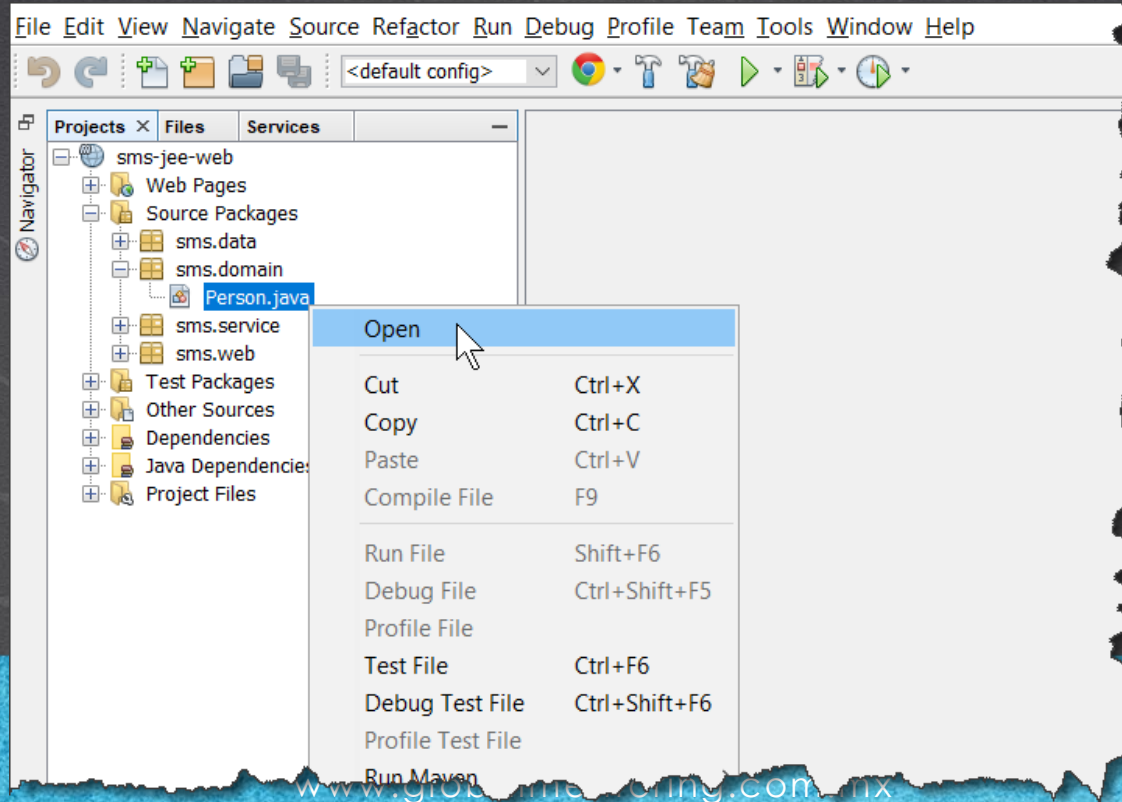 File Edit View Navigate Source Refactor Run Debug Profile Team Tools Window Help
<default config>
Projects Files Services
Navigator
sms-jee-web
Web Pages
Source Packages
sms.data
sms.domain
Person.java
sms.service
sms.web
Test Packages
Other Sources
Dependencies
Java Dependencies
Project Files
Open
Cut Ctrl+X
Copy Ctrl+C
Paste Ctrl+V
Compile File F9
Run File Shift+F6
Debug File Ctrl+Shift+F5
Profile File
Test File Ctrl+F6
Debug Test File Ctrl+Shift+F6
Profile Test File
Run Maven